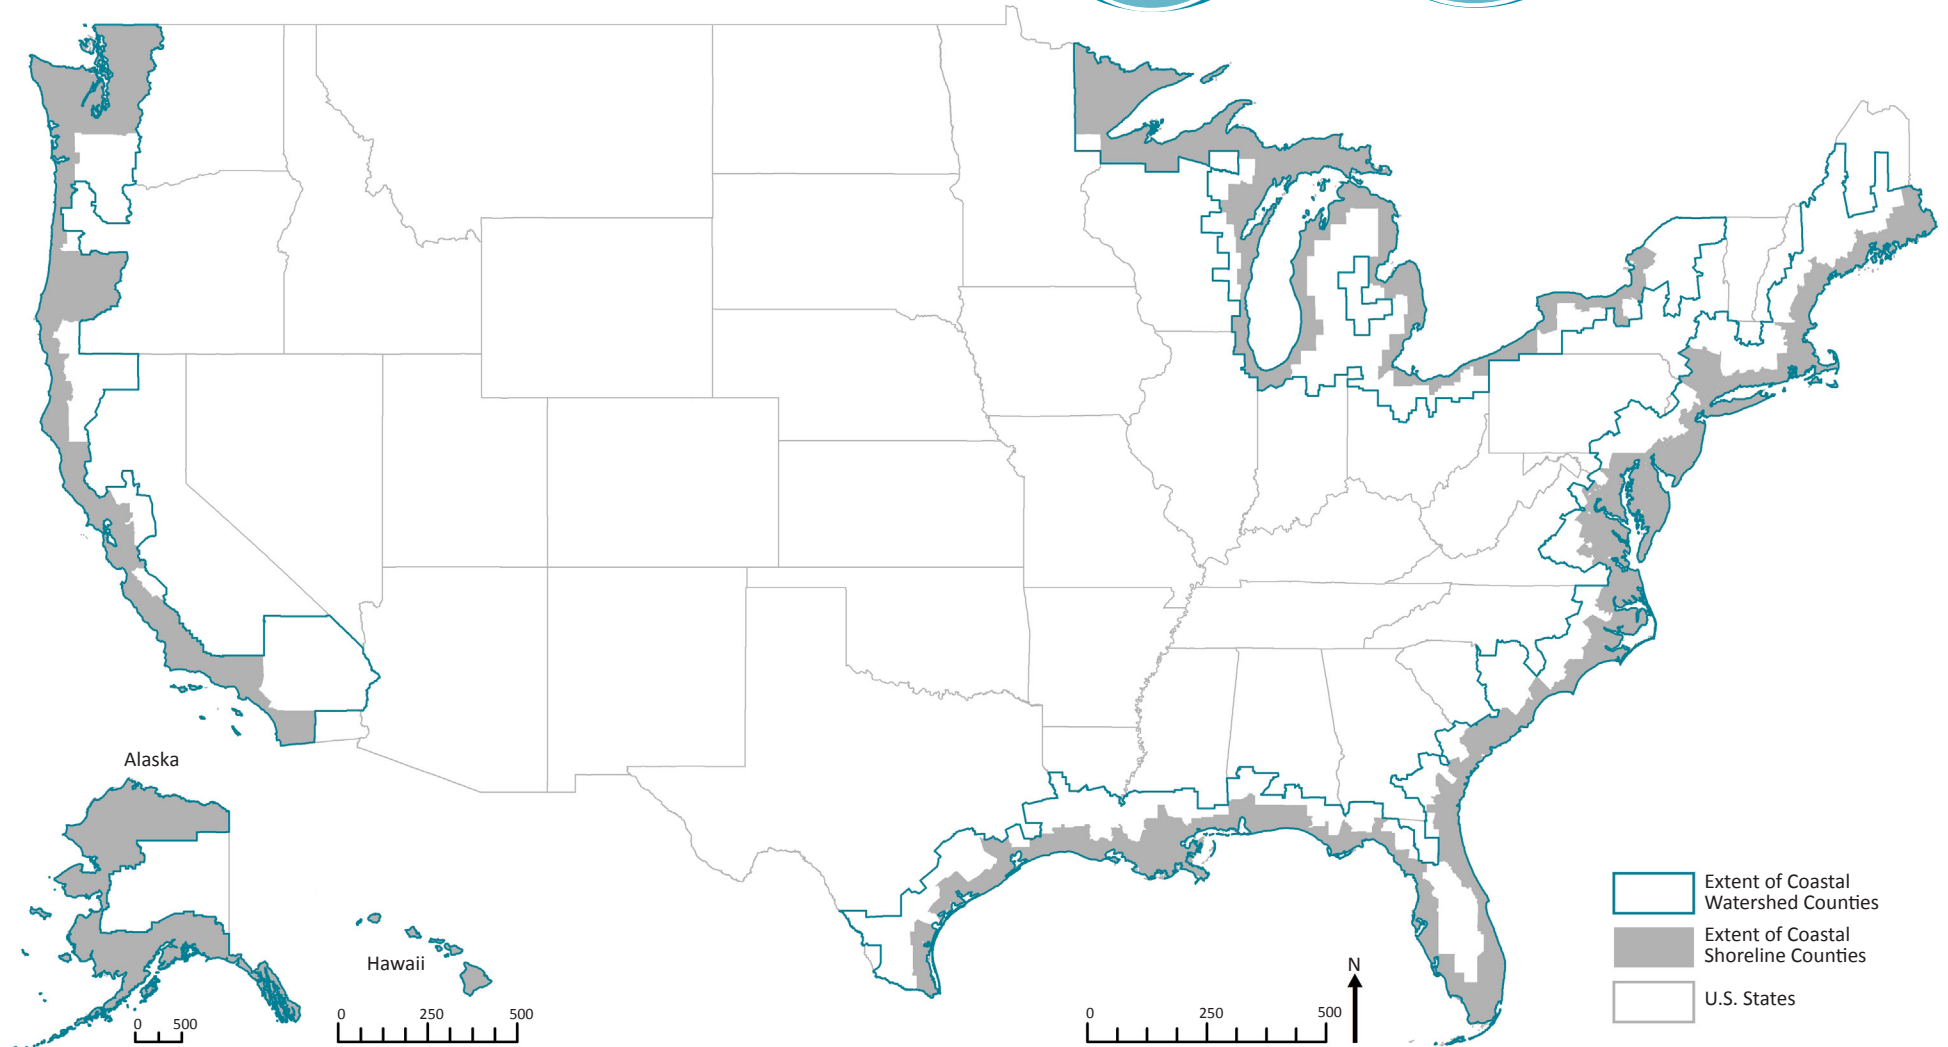 Alaska
Hawaii
0 500
0 250 500
0 250 500
N
Extent of Coastal
Watershed Counties
Extent of Coastal
Shoreline Counties
U.S. States